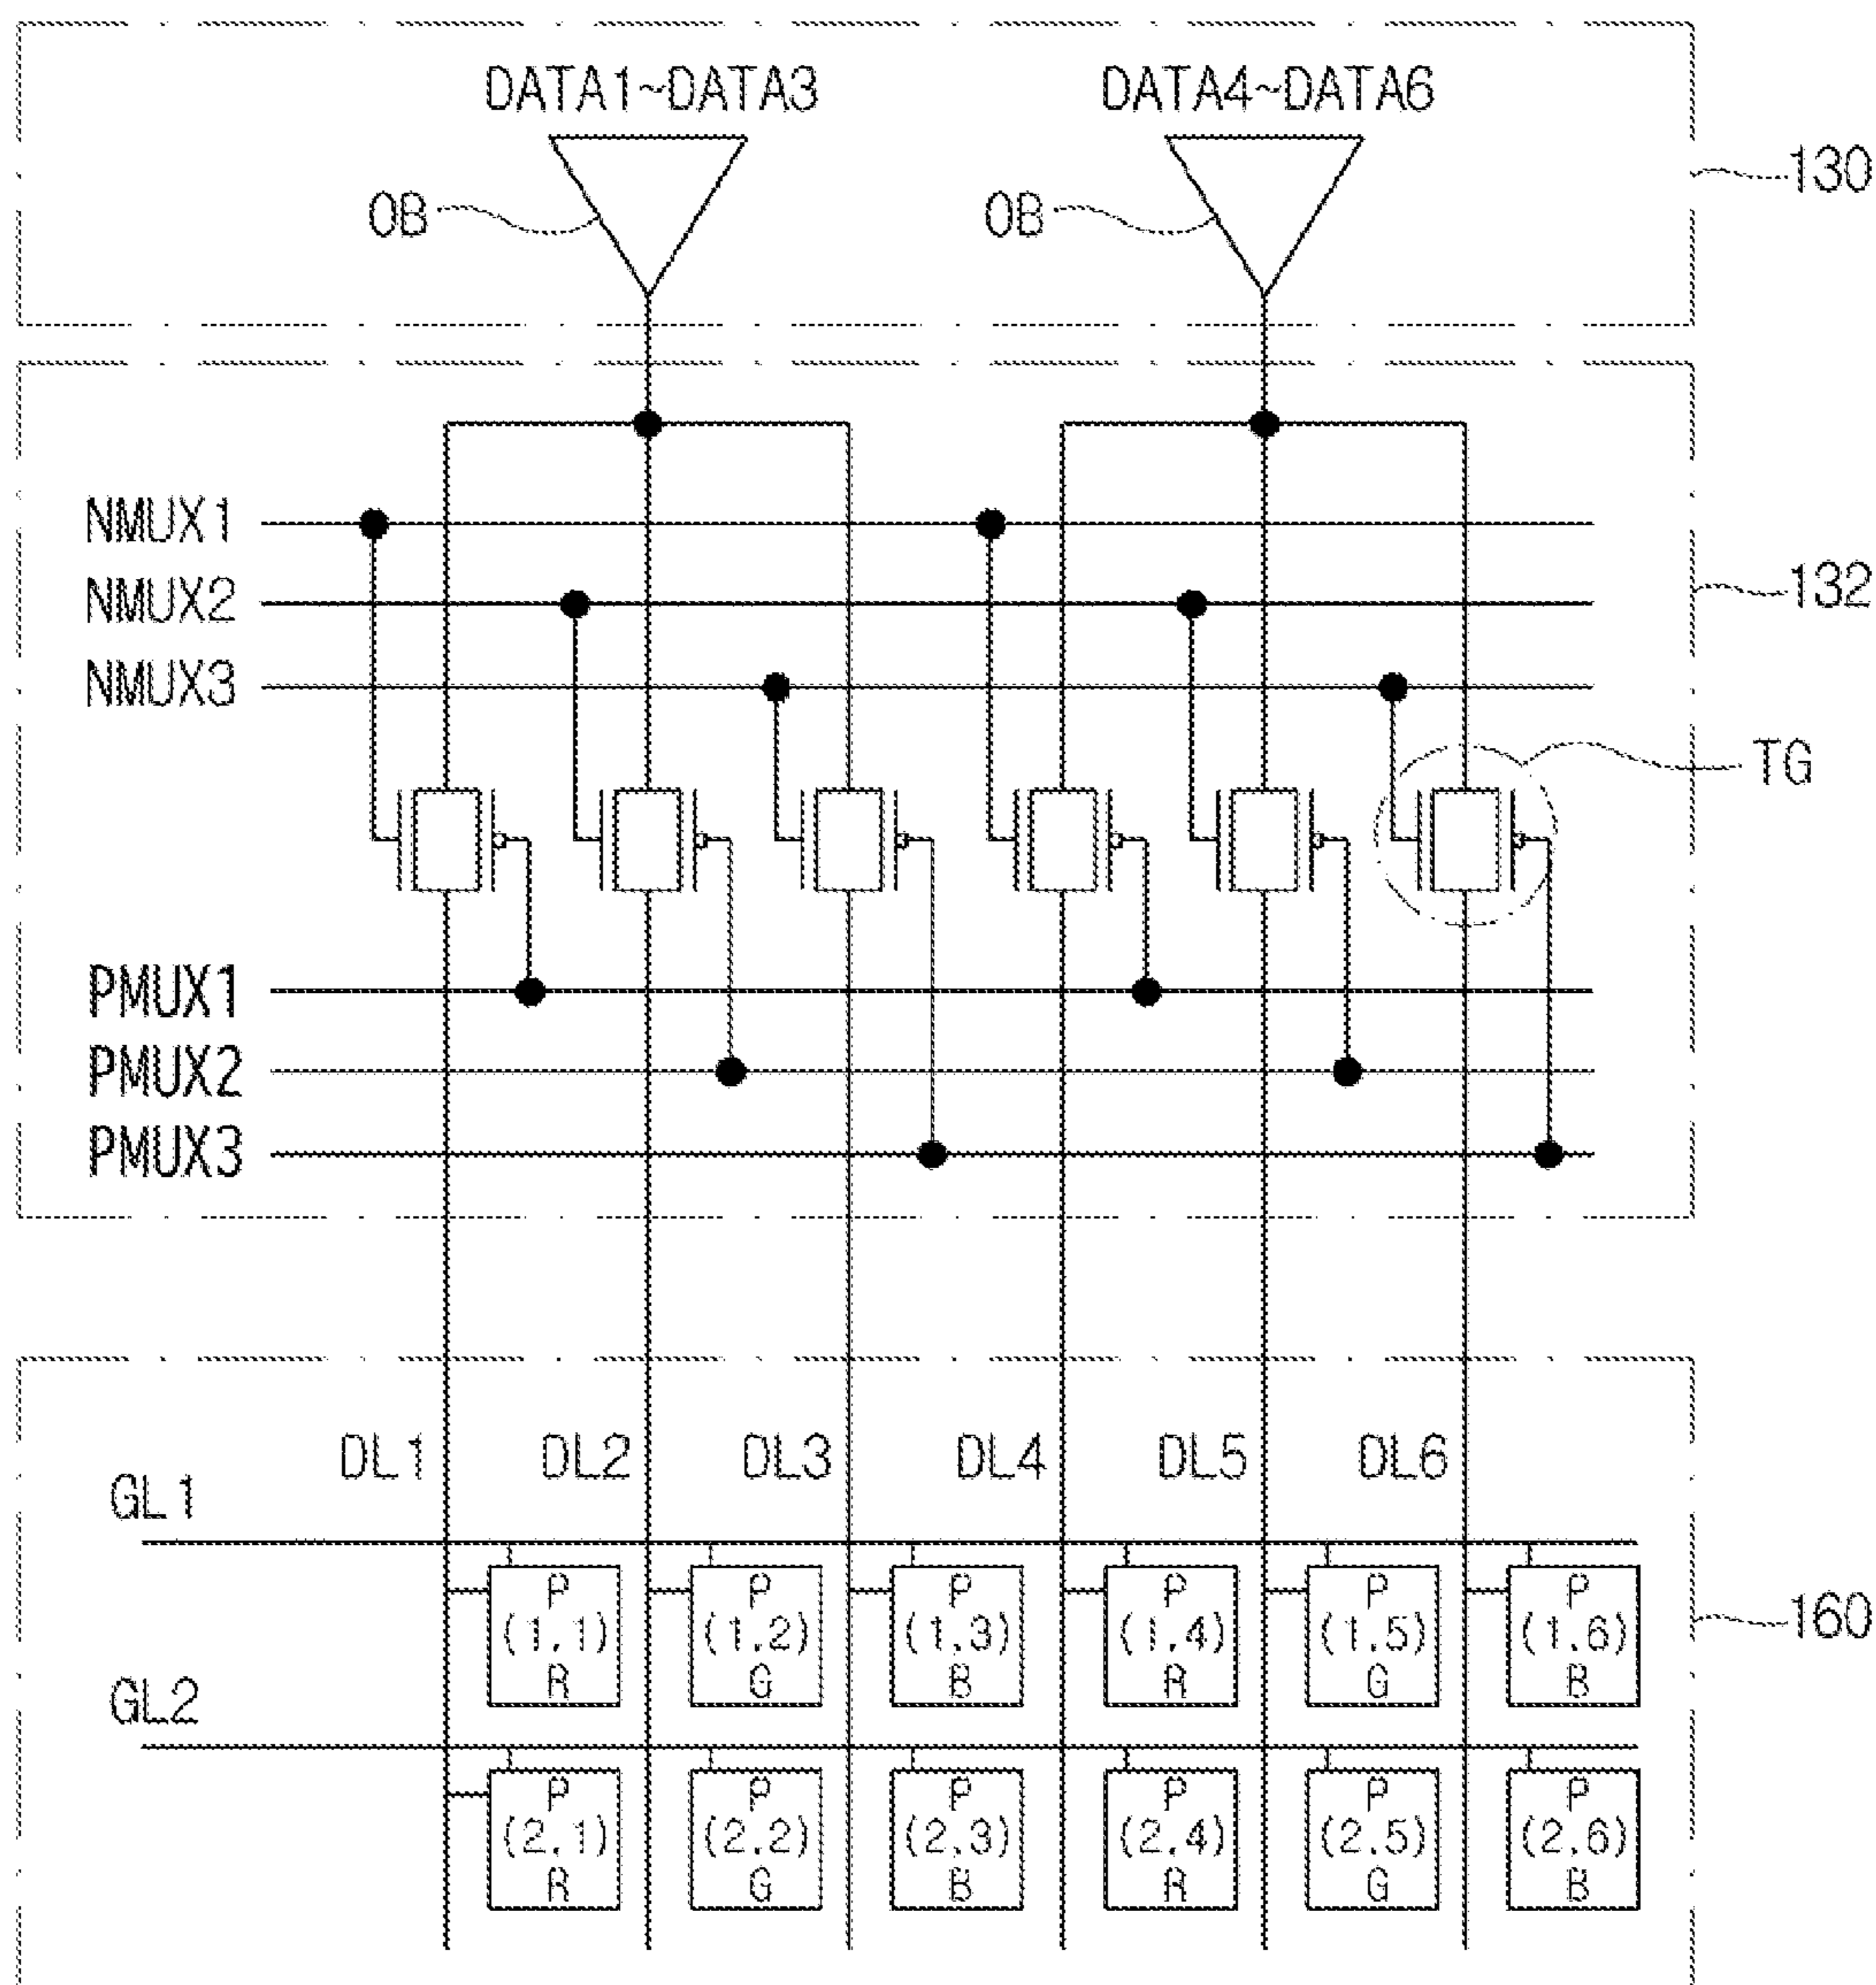 DATA1~DATA3 DATA4~DATA6
OB OB 130
NMUX1
NMUX2 132
NMUX3
TG
PMUX1
PMUX2
PMUX3
DL1 DL2 DL3 DL4 DL5 DL6
GL1
P P P P P P
(1,1) (1,2) (1,3) (1,4) (1,5) (1,6) 160
R G B R G B
GL2
P P P P P P
(2,1) (2,2) (2,3) (2,4) (2,5) (2,6)
R G B R G B